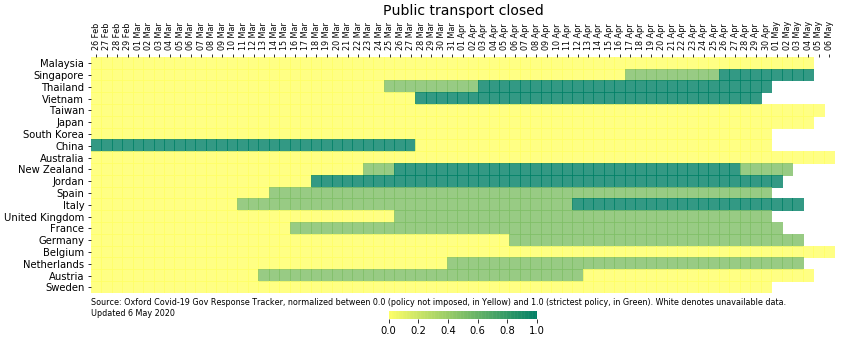 Public transport closed
26 Feb
27 Feb
28 Feb
29 Feb
01 Mar
02 Mar
03 Mar
04 Mar
05 Mar
06 Mar
07 Mar
08 Mar
09 Mar
10 Mar
11 Mar
12 Mar
13 Mar
14 Mar
15 Mar
16 Mar
17 Mar
18 Mar
19 Mar
20 Mar
21 Mar
22 Mar
23 Mar
24 Mar
25 Mar
26 Mar
27 Mar
28 Mar
29 Mar
30 Mar
31 Mar
01 Apr
02 Apr
03 Apr
04 Apr
05 Apr
06 Apr
07 Apr
08 Apr
09 Apr
10 Apr
11 Apr
12 Apr
13 Apr
14 Apr
15 Apr
16 Apr
17 Apr
18 Apr
19 Apr
20 Apr
21 Apr
22 Apr
23 Apr
24 Apr
25 Apr
26 Apr
27 Apr
28 Apr
29 Apr
30 Apr
01 May
02 May
03 May
04 May
05 May
06 May
Malaysia
Singapore
Thailand
Vietnam
Taiwan
Japan
South Korea
China
Australia
New Zealand
Jordan
Spain
Italy
United Kingdom
France
Germany
Belgium
Netherlands
Austria
Sweden
Source: Oxford Covid-19 Gov Response Tracker, normalized between 0.0 (policy not imposed, in Yellow) and 1.0 (strictest policy, in Green). White denotes unavailable data.
Updated 6 May 2020
0.0 0.2 0.4 0.6 0.8 1.0